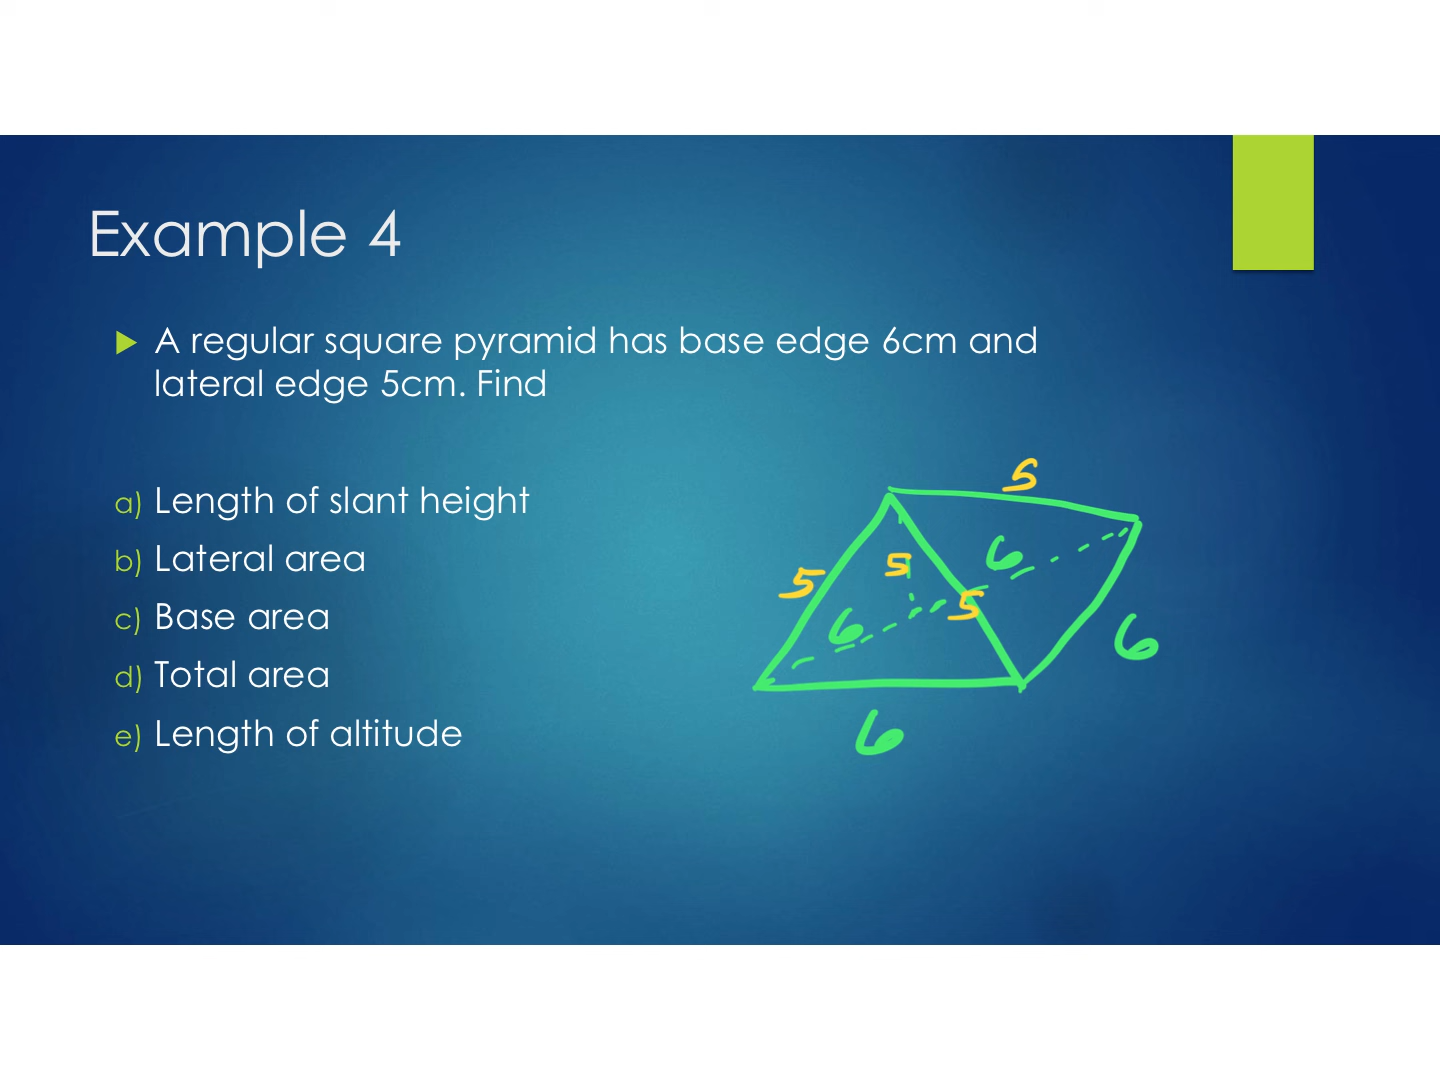 Example 4
A regular square pyramid has base edge 6cm and
lateral edge 5cm. Find
a) Length of slant height
b) Lateral area
c) Base area
d) Total area
e) Length of altitude
5
5
5
6
5
6
6
6